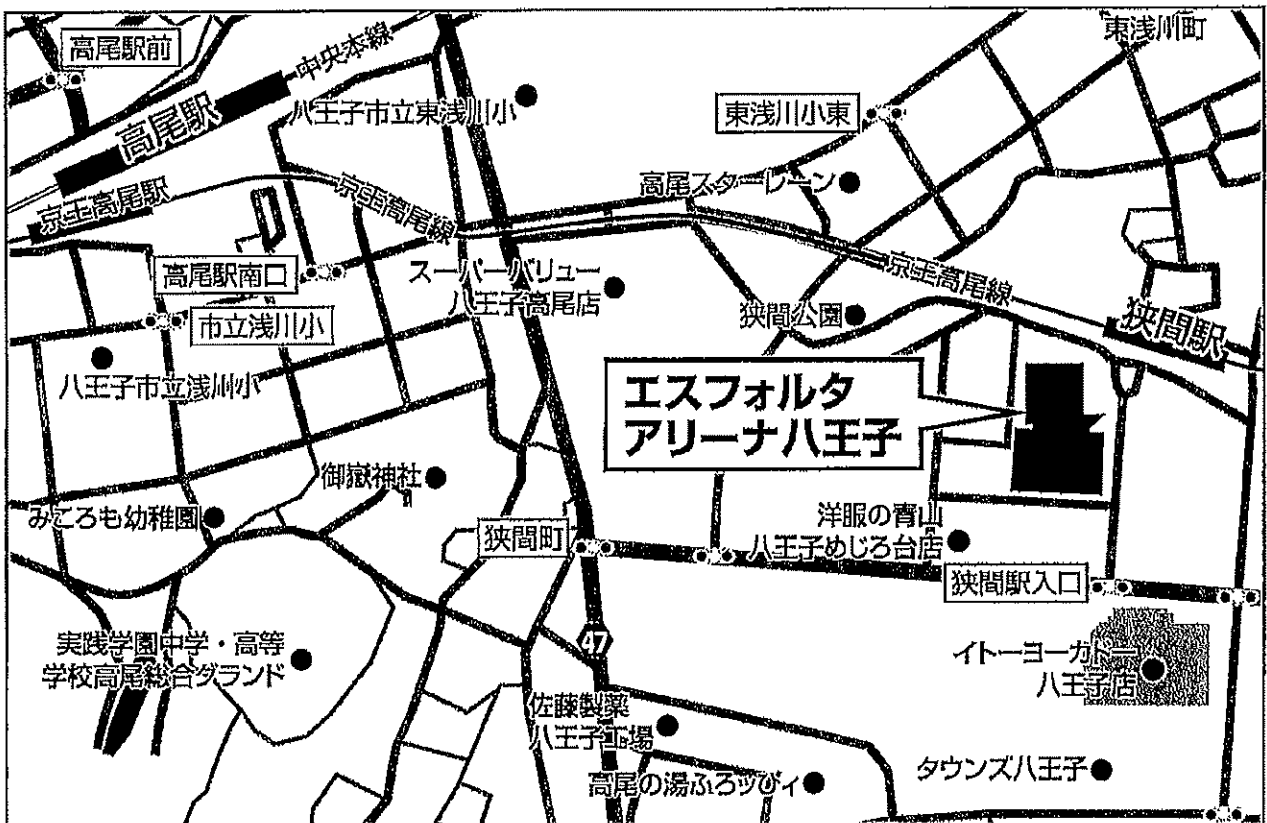 高尾駅前
中央本線
東浅川町
高尾駅
八王子市立東浅川小
東浅川小東
京王高尾駅
京王高尾線
高尾スターレーン
高尾駅南口
スーパーバリュー
八王子高尾店
京王高尾線
市立浅川小
狭間公園
狭間駅
八王子市立浅川小
エスフォルタ
アリーナ八王子
御嶽神社
みころも幼稚園
狭間町
洋服の青山
八王子めじろ台店
狭間駅入口
47
実践学園中学・高等
学校高尾総合グランド
イトーヨーカドー
八王子店
佐藤製薬
八王子工場
高尾の湯ふろッぴィ
タウンズ八王子